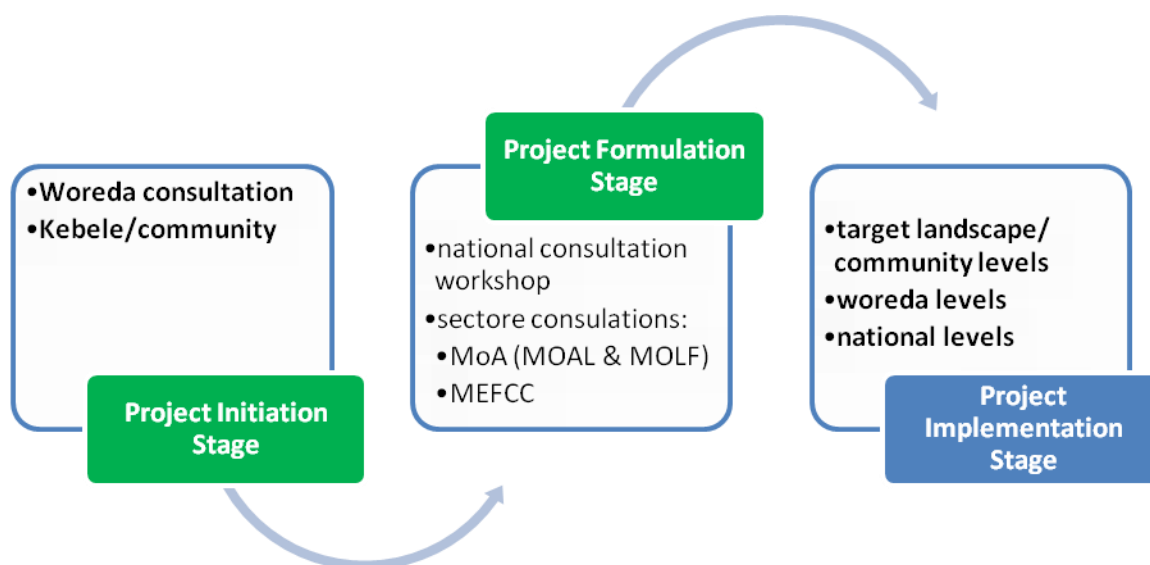 •Woreda consultation
•Kebele/community
Project Initiation
Stage
Project Formulation
Stage
•national consultation
workshop
•sectore consulations:
•MoA (MOAL & MOLF)
•MEFCC
•target landscape/
community levels
•woreda levels
•national levels
Project
Implementation
Stage